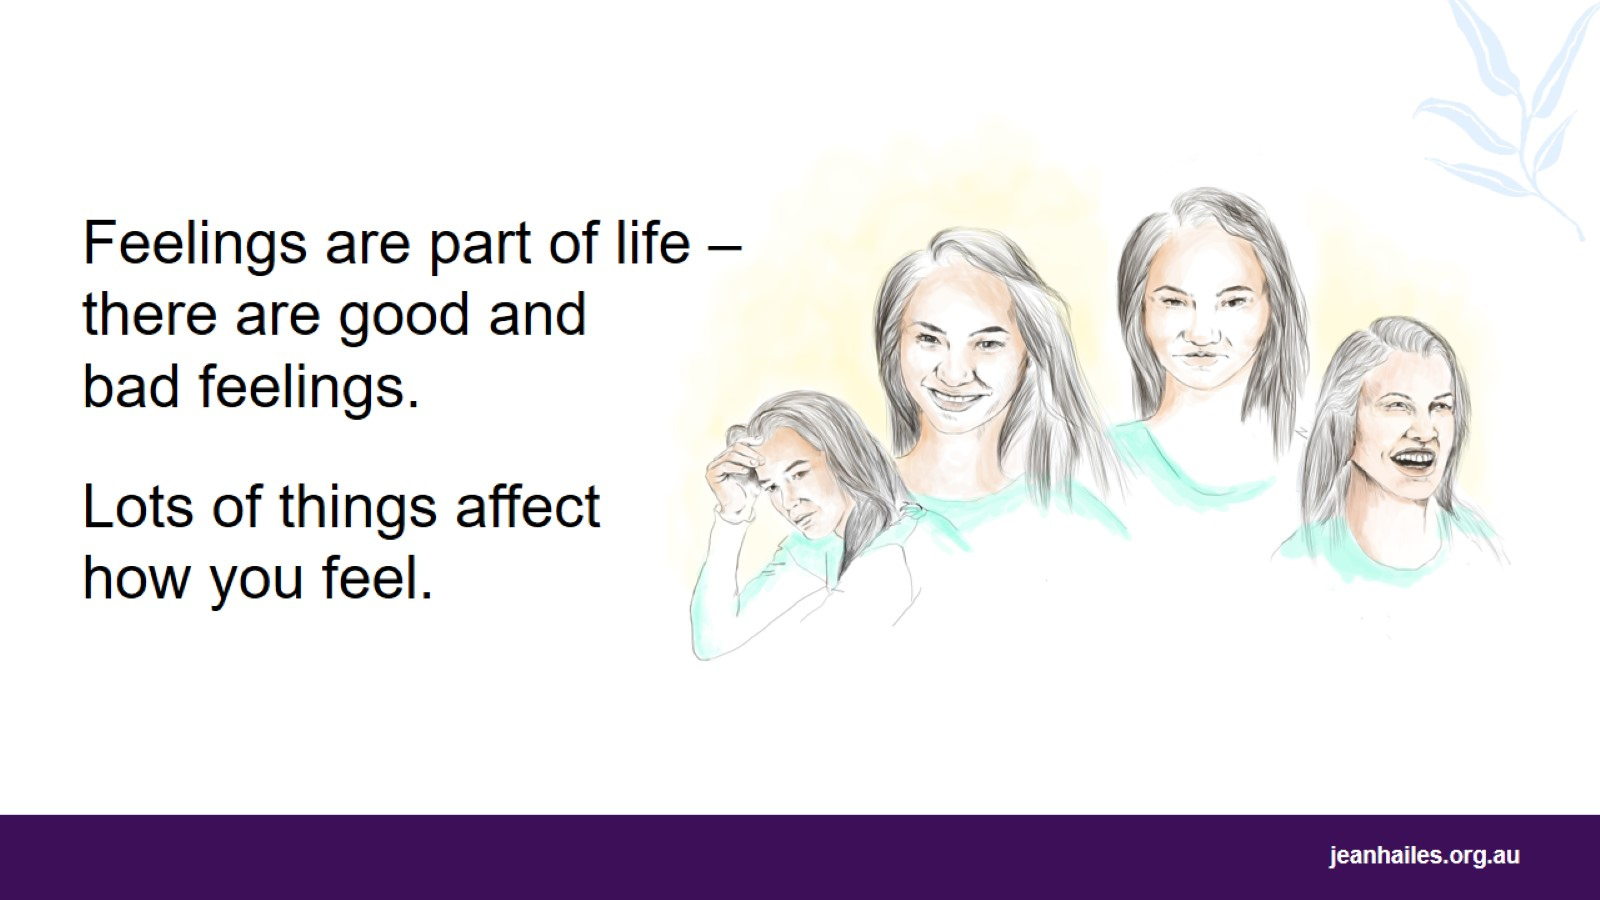 Feelings are part of life –
there are good and
bad feelings.
Lots of things affect
how you feel.
jeanhailes.org.au